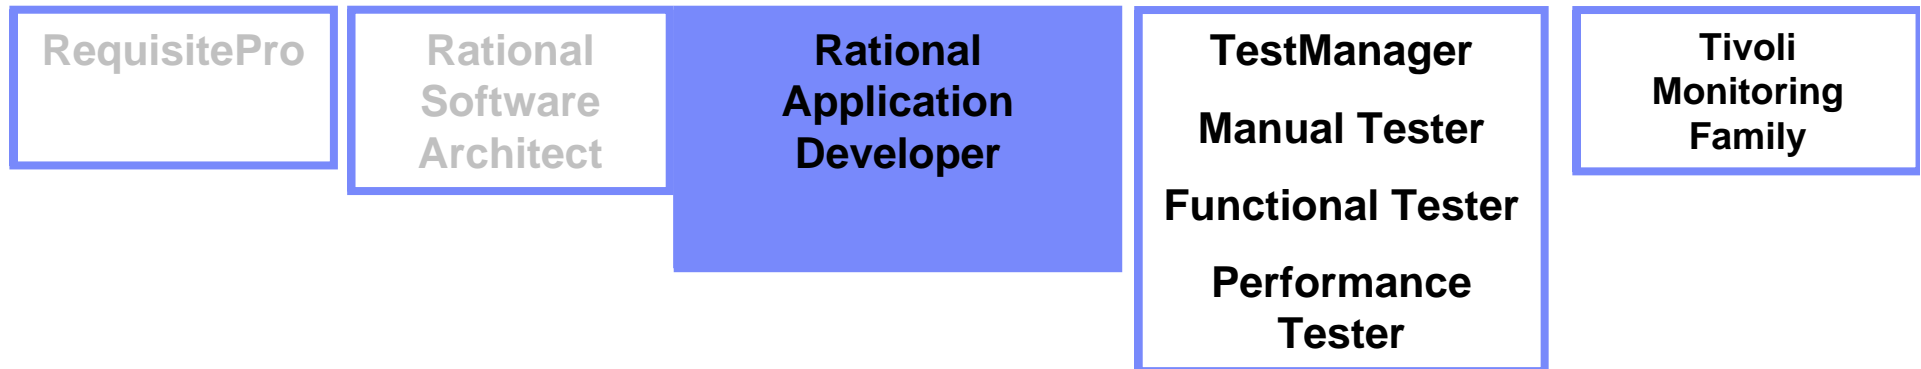 RequisitePro
Rational
Software
Architect
Rational
Application
Developer
TestManager
Manual Tester
Functional Tester
Performance
Tester
Tivoli
Monitoring
Family